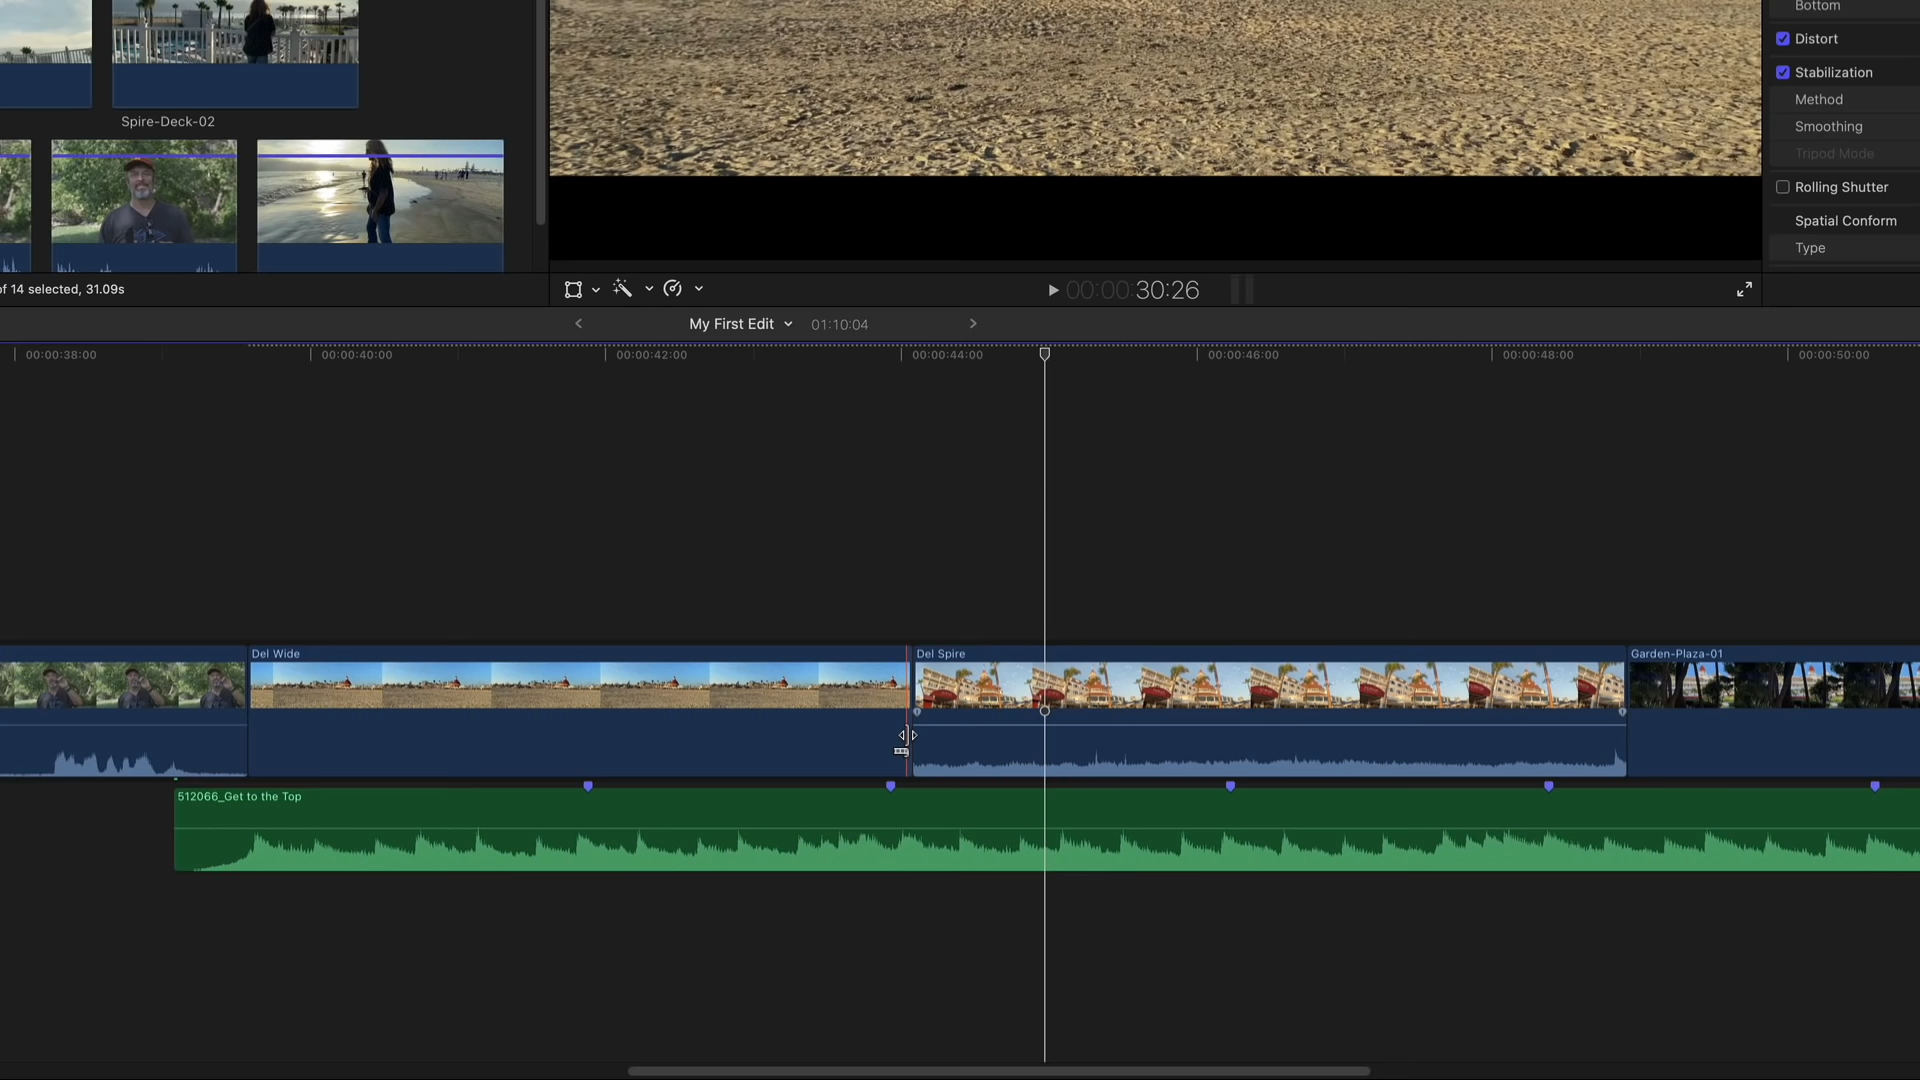 Bottom
Distort
Stabilization
Method
Smoothing
Tripod Mode
Rolling Shutter
Spatial Conform
Type
Spire-Deck-02
of 14 selected, 31.09s
00:00:30:26
My First Edit
01:10:04
00:00:38:00
00:00:40:00
00:00:42:00
00:00:44:00
00:00:46:00
00:00:48:00
00:00:50:00
Del Wide
Del Spire
Garden-Plaza-01
512066_Get to the Top